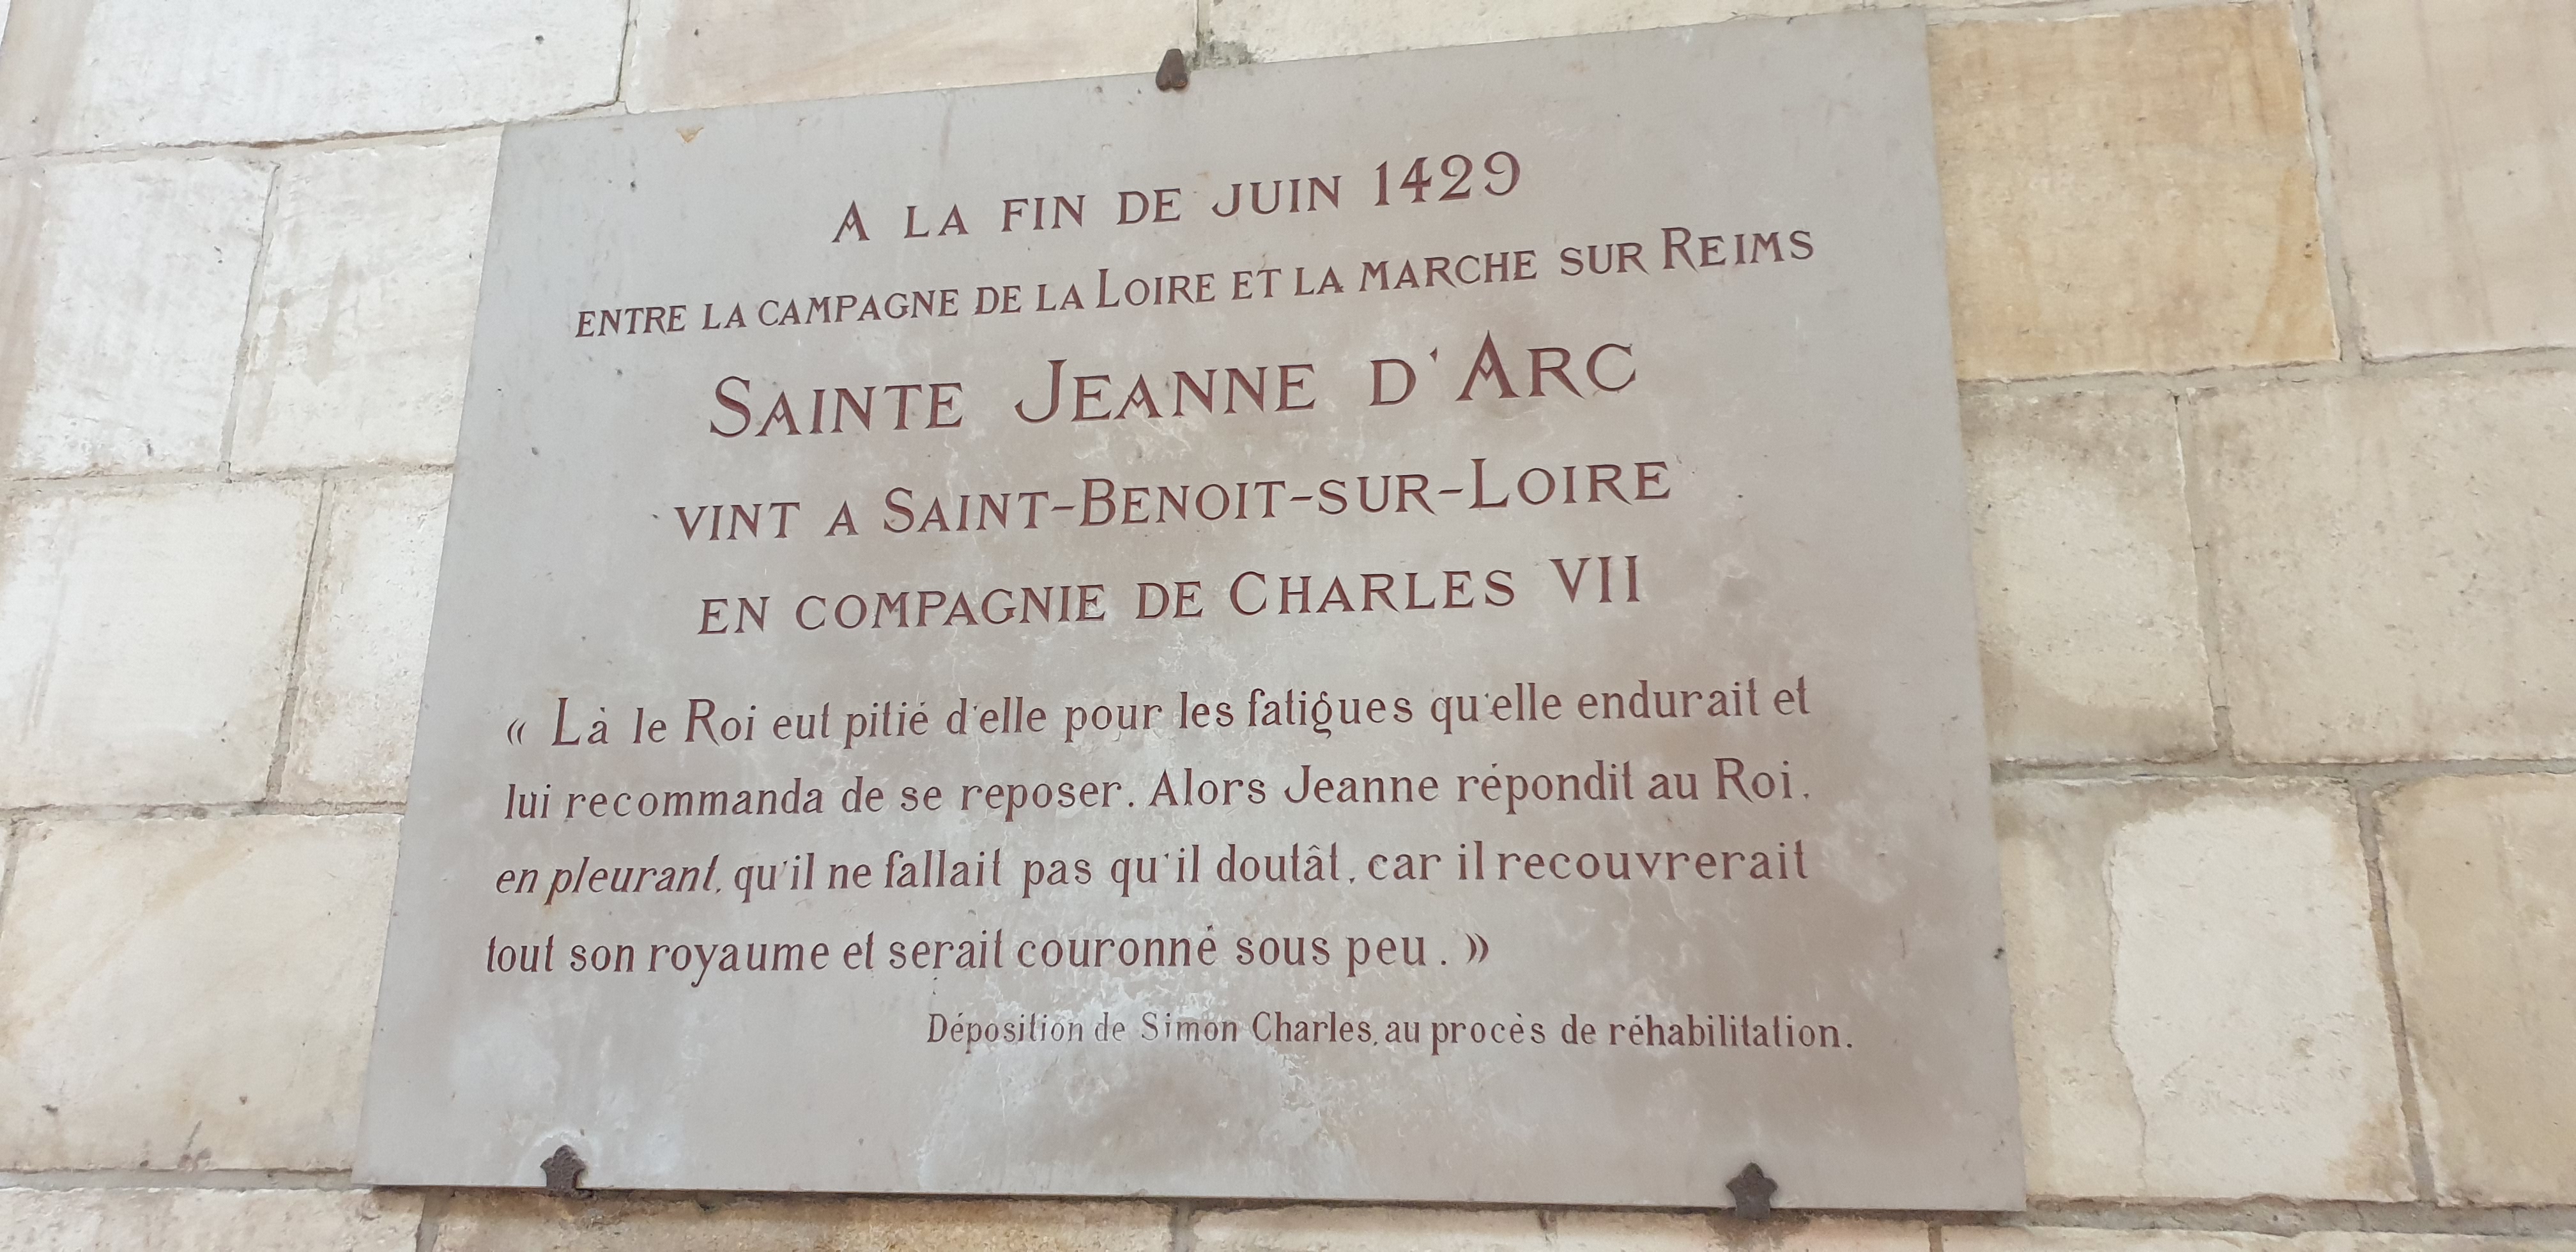 A LA FIN DE JUIN 1429
ENTRE LA CAMPAGNE DE LA LOIRE ET LA MARCHE SUR REIMS
SAINTE JEANNE D'ARC
VINT A SAINT-BENOIT-SUR-LOIRE
EN COMPAGNIE DE CHARLES VII
« Là le Roi eut pitié d'elle pour les fatigues qu'elle endurait et
lui recommanda de se reposer. Alors Jeanne répondit au Roi,
en pleurant, qu'il ne fallait pas qu'il doutât, car il recouvrerait
tout son royaume et serait couronné sous peu. »
Déposition de Simon Charles, au procès de réhabilitation.